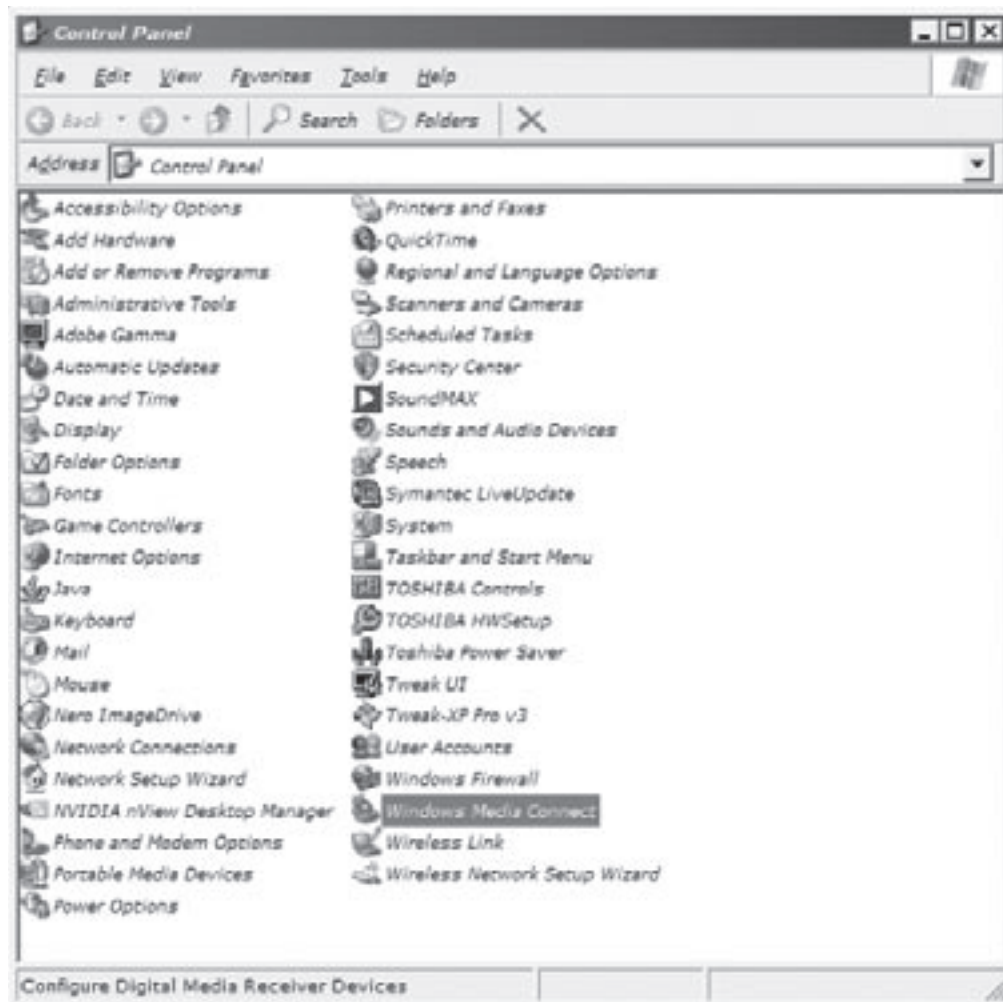 Control Panel
File Edit View Favorites Tools Help
Back Search Folders
Address Control Panel
Accessibility Options
Add Hardware
Add or Remove Programs
Administrative Tools
Adobe Gamma
Automatic Updates
Date and Time
Display
Folder Options
Fonts
Game Controllers
Internet Options
Java
Keyboard
Mail
Mouse
Nero ImageDrive
Network Connections
Network Setup Wizard
NVIDIA nView Desktop Manager
Phone and Modem Options
Portable Media Devices
Power Options
Printers and Faxes
QuickTime
Regional and Language Options
Scanners and Cameras
Scheduled Tasks
Security Center
SoundMAX
Sounds and Audio Devices
Speech
Symantec LiveUpdate
System
Taskbar and Start Menu
TOSHIBA Controls
TOSHIBA HWSetup
Toshiba Power Saver
Tweak UI
Tweak-XP Pro v3
User Accounts
Windows Firewall
Windows Media Connect
Wireless Link
Wireless Network Setup Wizard
Configure Digital Media Receiver Devices